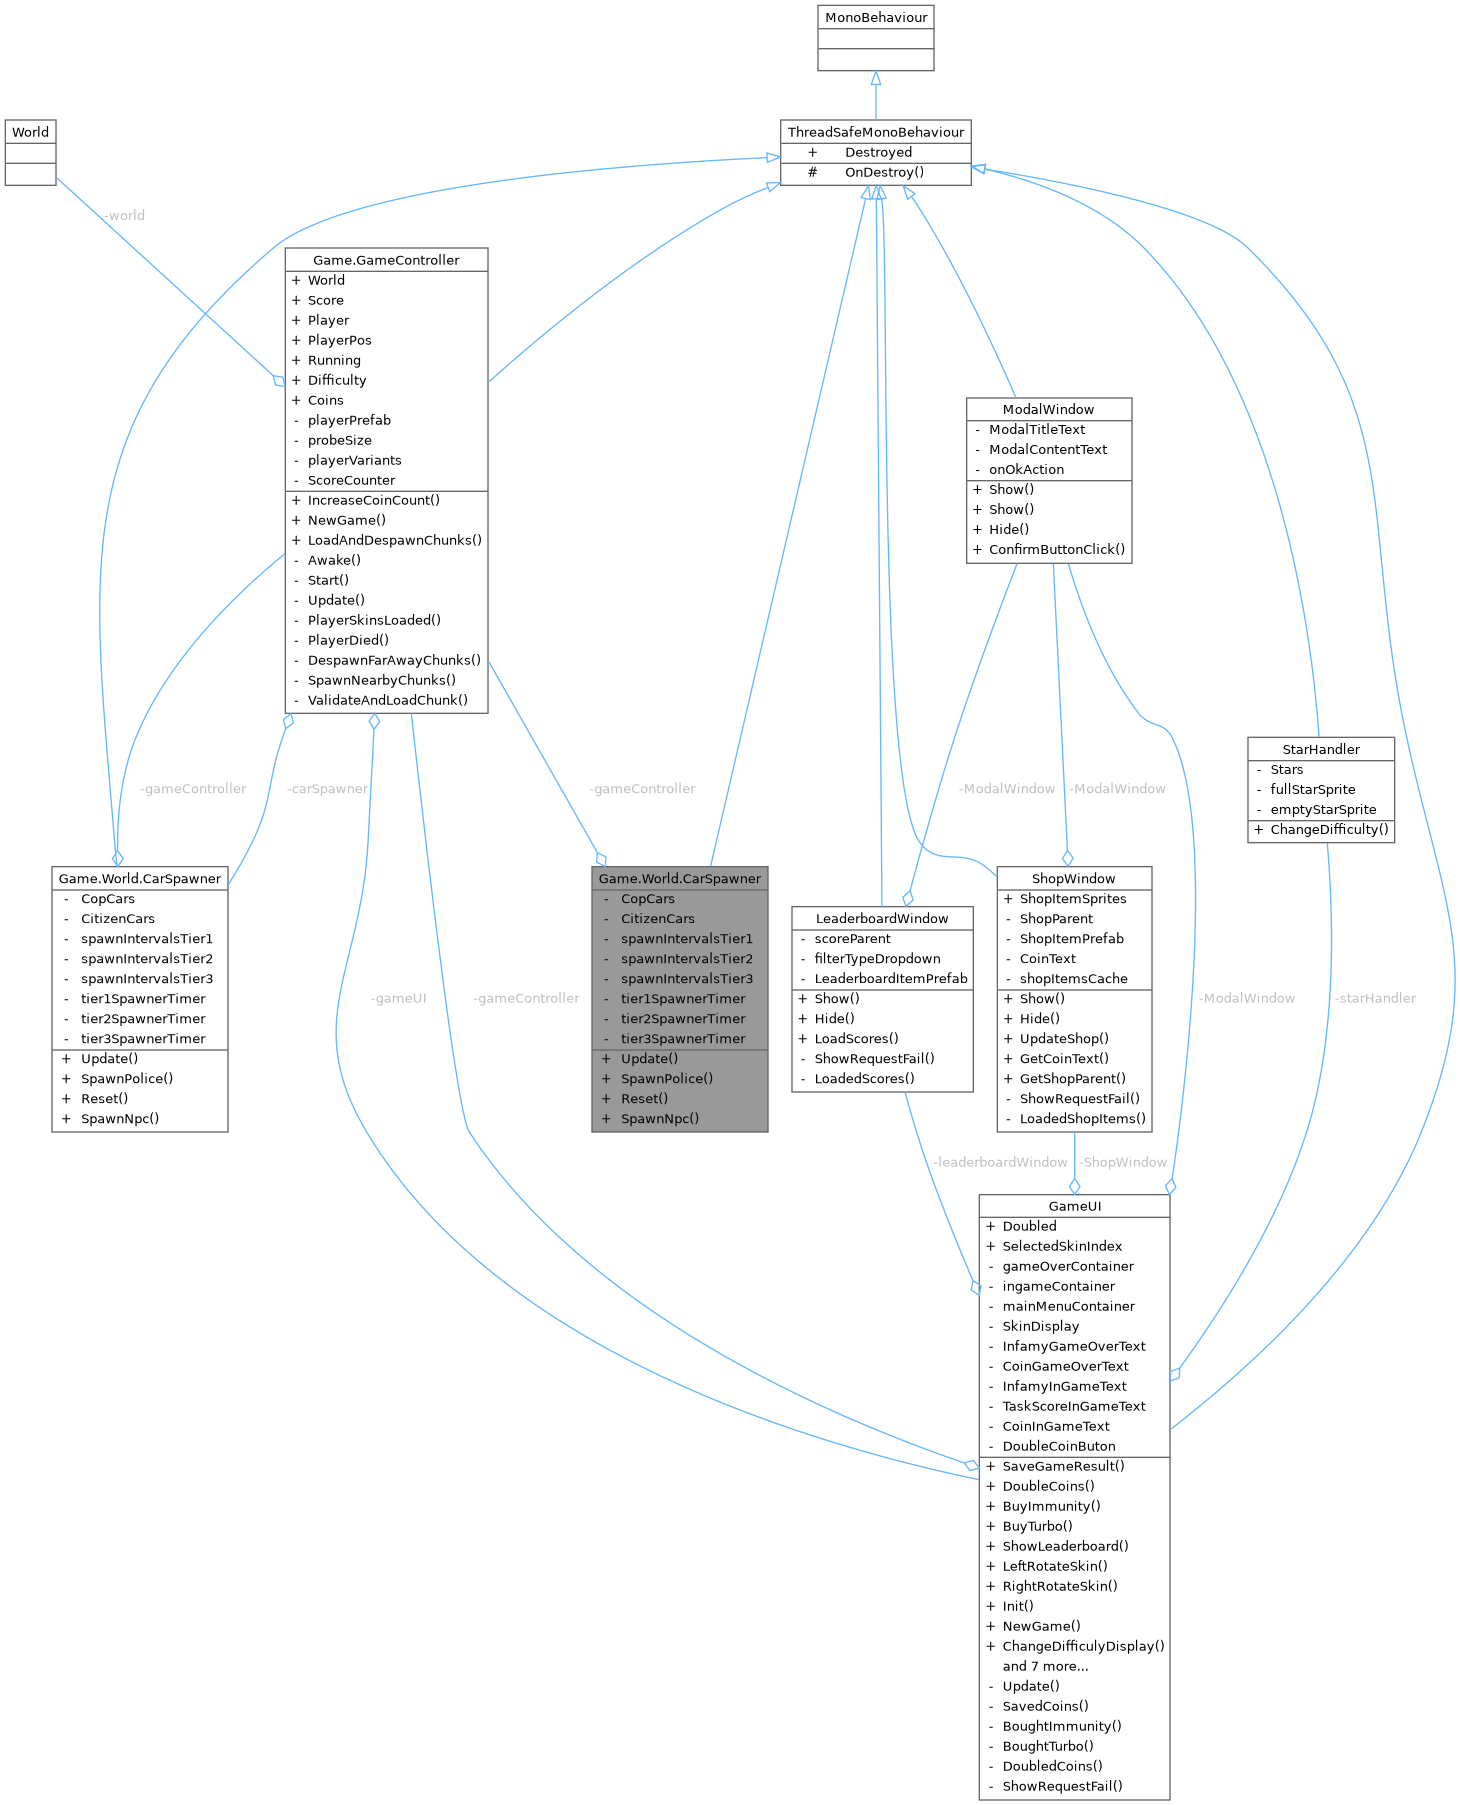 MonoBehaviour
World
ThreadSafeMonoBehaviour
+ Destroyed
# OnDestroy()
-world
Game.GameController
+ World
+ Score
+ Player
+ PlayerPos
+ Running
+ Difficulty
+ Coins
- playerPrefab
- probeSize
- playerVariants
- ScoreCounter
+ IncreaseCoinCount()
+ NewGame()
+ LoadAndDespawnChunks()
- Awake()
- Start()
- Update()
- PlayerSkinsLoaded()
- PlayerDied()
- DespawnFarAwayChunks()
- SpawnNearbyChunks()
- ValidateAndLoadChunk()
ModalWindow
- ModalTitleText
- ModalContentText
- onOkAction
+ Show()
+ Show()
+ Hide()
+ ConfirmButtonClick()
StarHandler
- Stars
- fullStarSprite
- emptyStarSprite
+ ChangeDifficulty()
-gameController
-carSpawner
-gameController
-ModalWindow
-ModalWindow
Game.World.CarSpawner
- CopCars
- CitizenCars
- spawnIntervalsTier1
- spawnIntervalsTier2
- spawnIntervalsTier3
- tier1SpawnerTimer
- tier2SpawnerTimer
- tier3SpawnerTimer
+ Update()
+ SpawnPolice()
+ Reset()
+ SpawnNpc()
-gameUI
-gameController
Game.World.CarSpawner
- CopCars
- CitizenCars
- spawnIntervalsTier1
- spawnIntervalsTier2
- spawnIntervalsTier3
- tier1SpawnerTimer
- tier2SpawnerTimer
- tier3SpawnerTimer
+ Update()
+ SpawnPolice()
+ Reset()
+ SpawnNpc()
LeaderboardWindow
- scoreParent
- filterTypeDropdown
- LeaderboardItemPrefab
+ Show()
+ Hide()
+ LoadScores()
- ShowRequestFail()
- LoadedScores()
ShopWindow
+ ShopItemSprites
- ShopParent
- ShopItemPrefab
- CoinText
- shopItemsCache
+ Show()
+ Hide()
+ UpdateShop()
+ GetCoinText()
+ GetShopParent()
- ShowRequestFail()
- LoadedShopItems()
-ModalWindow
-starHandler
-leaderboardWindow
-ShopWindow
GameUI
+ Doubled
+ SelectedSkinIndex
- gameOverContainer
- ingameContainer
- mainMenuContainer
- SkinDisplay
- InfamyGameOverText
- CoinGameOverText
- InfamyInGameText
- TaskScoreInGameText
- CoinInGameText
- DoubleCoinButon
+ SaveGameResult()
+ DoubleCoins()
+ BuyImmunity()
+ BuyTurbo()
+ ShowLeaderboard()
+ LeftRotateSkin()
+ RightRotateSkin()
+ Init()
+ NewGame()
+ ChangeDifficulyDisplay()
and 7 more...
- Update()
- SavedCoins()
- BoughtImmunity()
- BoughtTurbo()
- DoubledCoins()
- ShowRequestFail()